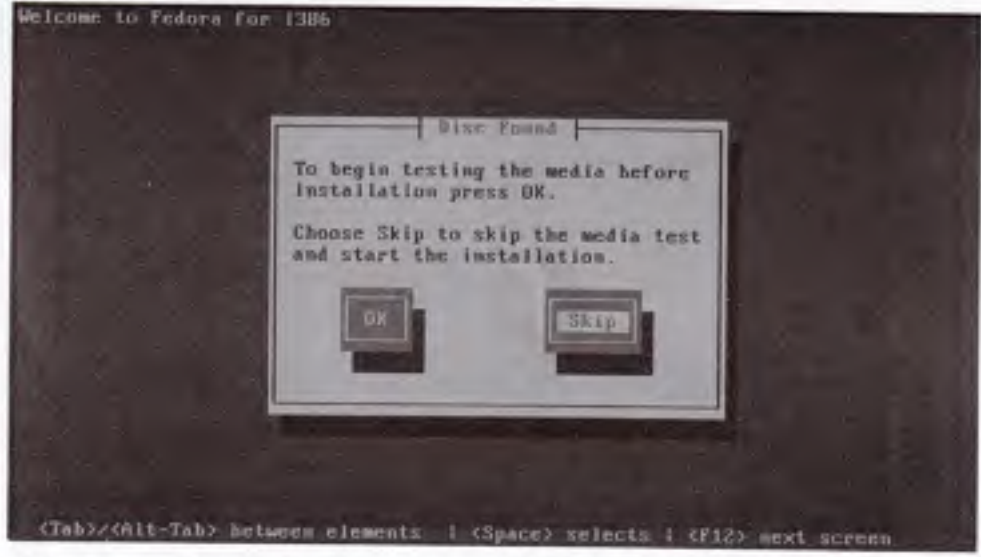 Welcome to Fedora for i386
Disc Found
To begin testing the media before
installation press OK.
Choose Skip to skip the media test
and start the installation.
OK
Skip
<Tab>/<Alt-Tab> between elements | <Space> selects | <F12> next screen